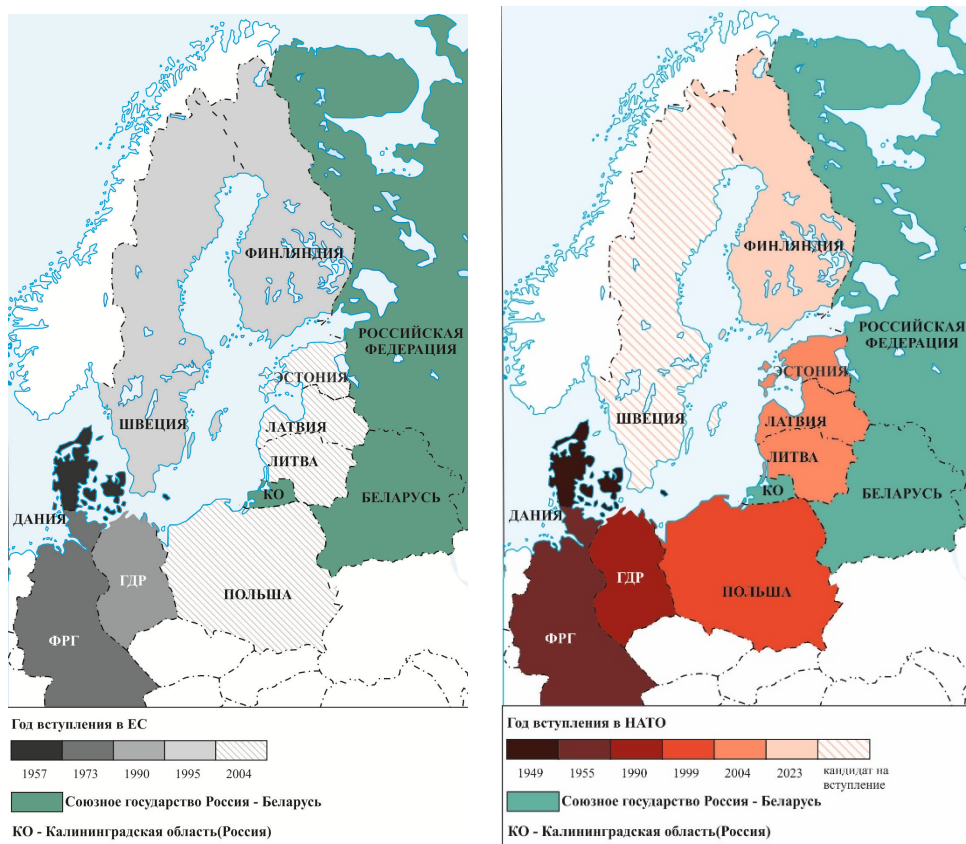 ФИНЛЯНДИЯ
РОССИЙСКАЯ
ФЕДЕРАЦИЯ
ЭСТОНИЯ
ШВЕЦИЯ
ЛАТВИЯ
ЛИТВА
КО
БЕЛАРУСЬ
ДАНИЯ
ГДР
ПОЛЬША
ФРГ
Год вступления в ЕС
1957 1973 1990 1995 2004
Союзное государство Россия - Беларусь
КО - Калининградская область(Россия)
ФИНЛЯНДИЯ
РОССИЙСКАЯ
ФЕДЕРАЦИЯ
ЭСТОНИЯ
ШВЕЦИЯ
ЛАТВИЯ
ЛИТВА
КО
БЕЛАРУСЬ
ДАНИЯ
ГДР
ПОЛЬША
ФРГ
Год вступления в НАТО
1949 1955 1990 1999 2004 2023 кандидат на
вступление
Союзное государство Россия - Беларусь
КО - Калининградская область(Россия)